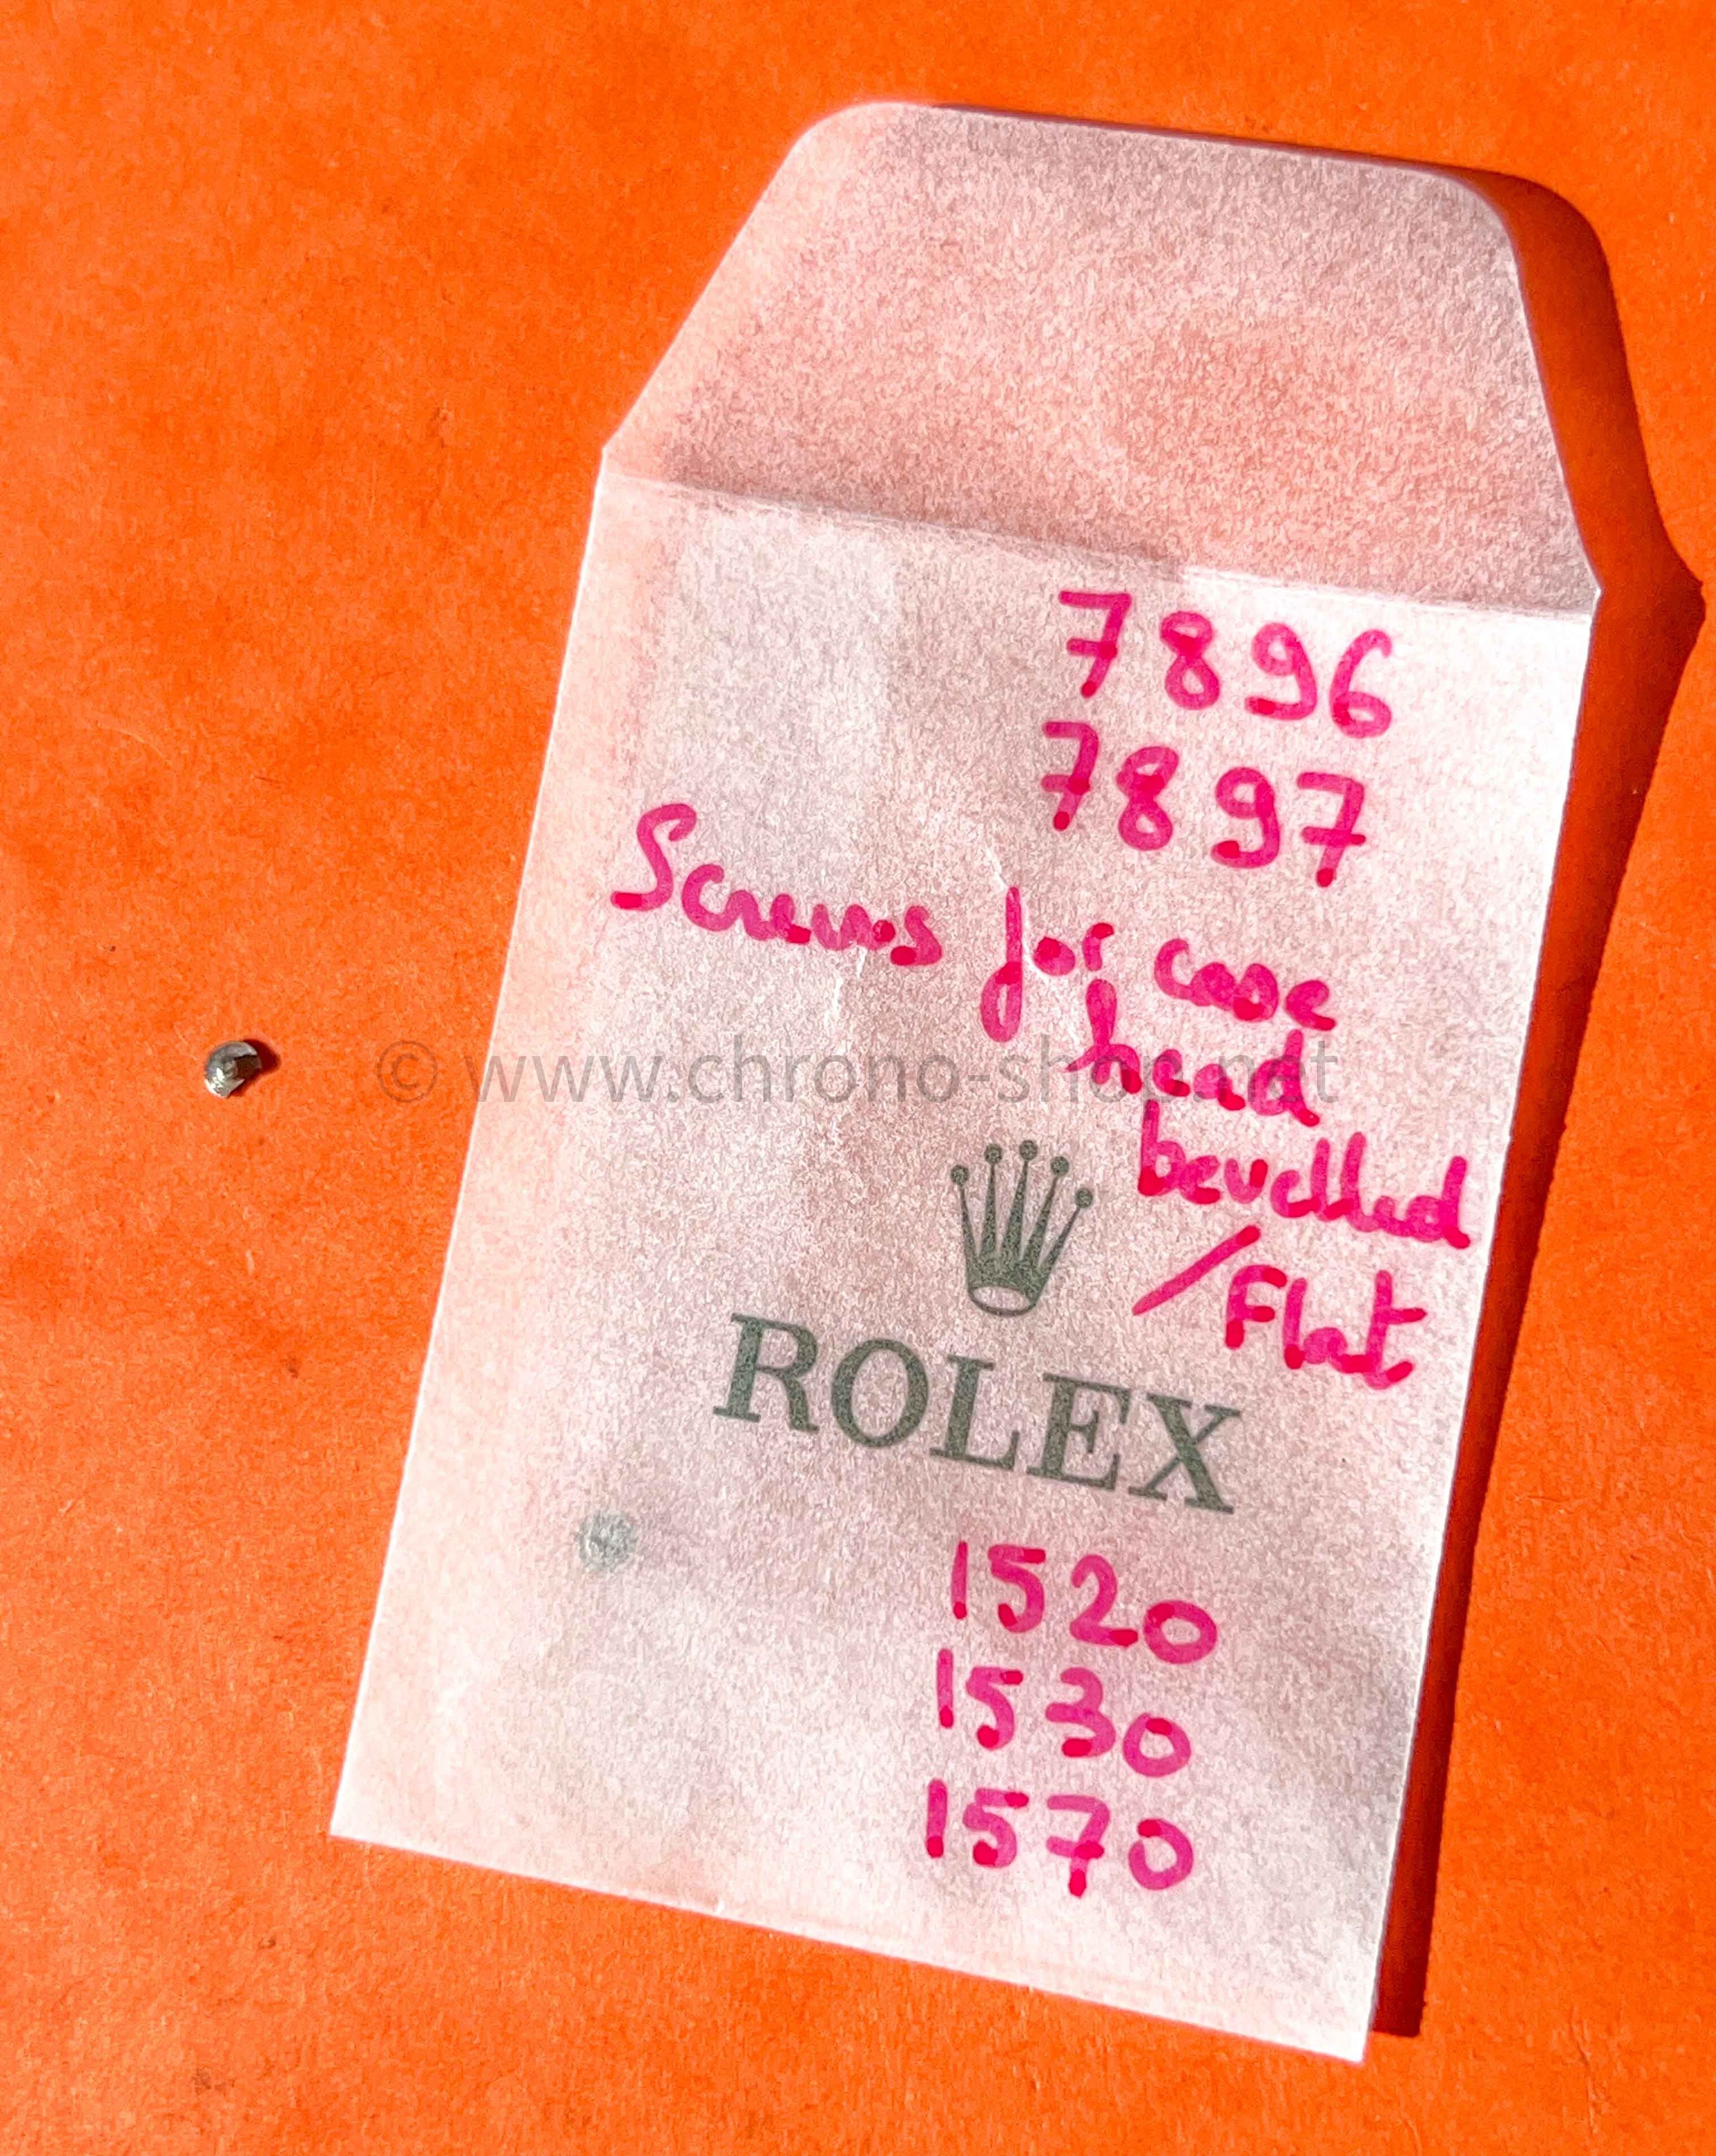 7896
7897
Screws for case
head
bevelled
/Flat
© www.chrono-shop.net
ROLEX
1520
1530
1570